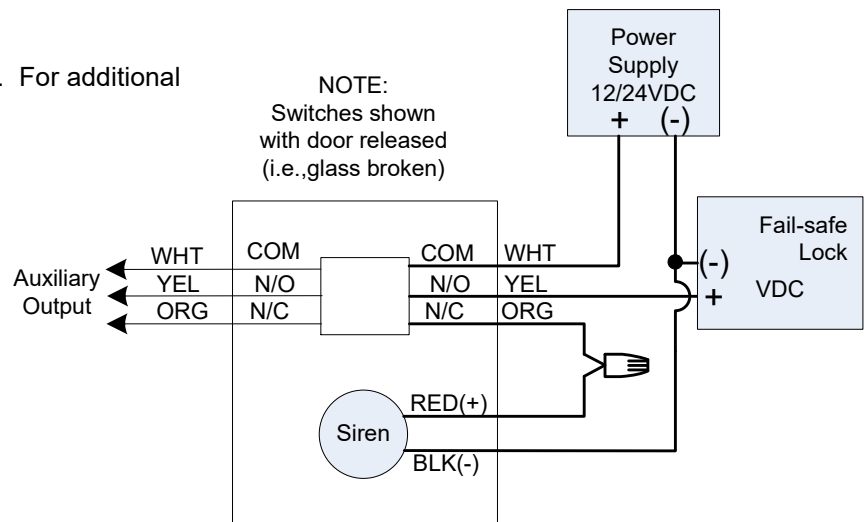 . For additional
NOTE:
Switches shown
with door released
(i.e.,glass broken)
Power
Supply
12/24VDC
+ (-)
Fail-safe
Lock
(-)
VDC
+
Auxiliary
Output
WHT COM COM WHT
YEL N/O N/O YEL
ORG N/C N/C ORG
RED(+)
Siren
BLK(-)